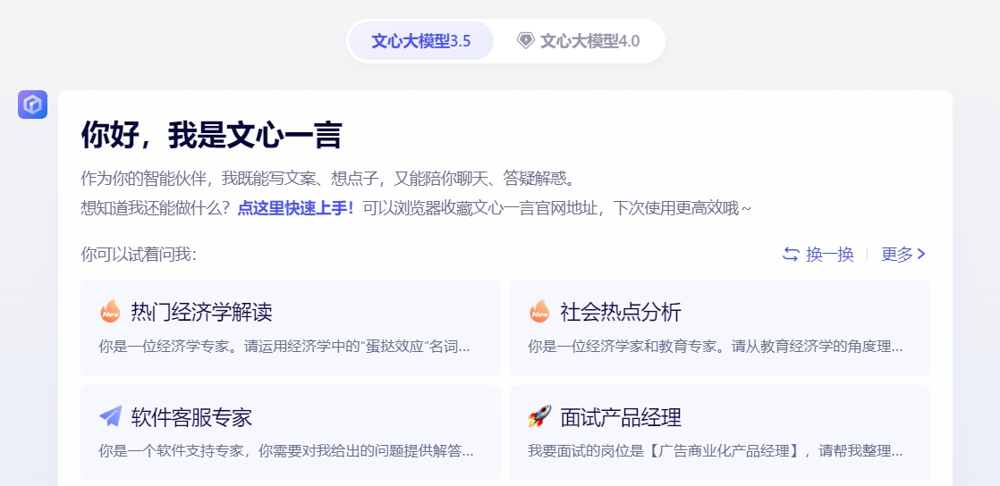 文心大模型3.5 文心大模型4.0
你好，我是文心一言
作为你的智能伙伴，我既能写文案、想点子，又能陪你聊天、答疑解惑。
想知道我还能做什么？点这里快速上手！可以浏览器收藏文心一言官网地址，下次使用更高效哦~
你可以试着问我：
换一换 更多
New 热门经济学解读
你是一位经济学专家。请运用经济学中的"蛋挞效应"名词...
New 社会热点分析
你是一位经济学家和教育专家。请从教育经济学的角度理...
软件客服专家
你是一个软件支持专家，你需要对我给出的问题提供解答...
面试产品经理
我要面试的岗位是【广告商业化产品经理】，请帮我整理...